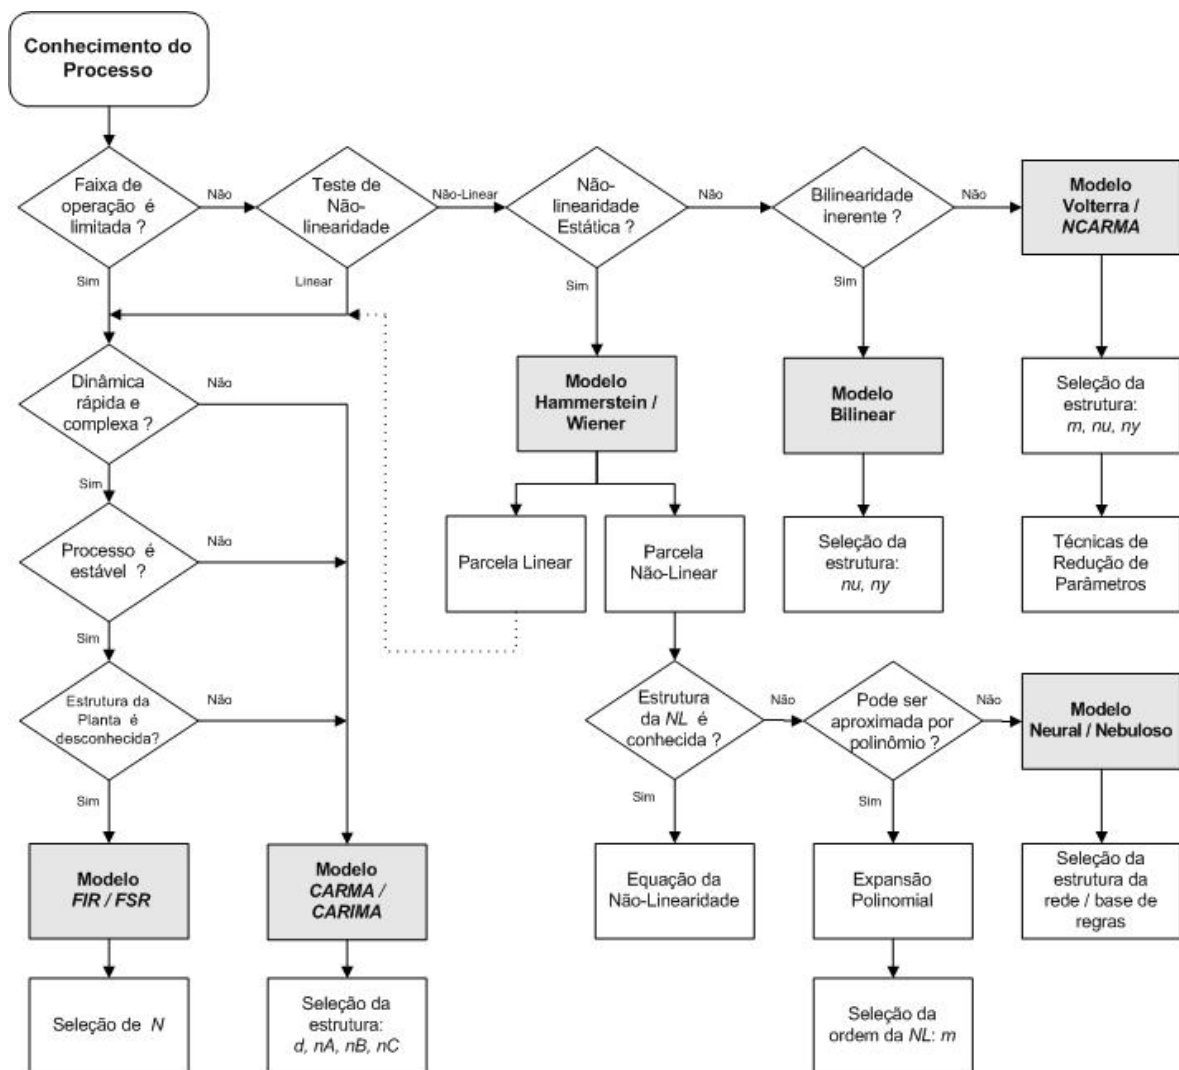 Conhecimento do
Processo
Faixa de
operação é
limitada ?
Não
Teste de
Não-
linearidade
Não-Linear
Não-
linearidade
Estática ?
Não
Bilinearidade
inerente ?
Não
Modelo
Volterra /
NCARMA
Sim
Linear
Sim
Sim
Dinâmica
rápida e
complexa ?
Não
Modelo
Hammerstein /
Wiener
Modelo
Bilinear
Seleção da
estrutura:
m, nu, ny
Sim
Processo é
estável ?
Não
Parcela Linear
Parcela
Não-Linear
Seleção da
estrutura:
nu, ny
Técnicas de
Redução de
Parâmetros
Sim
Estrutura da
Planta é
desconhecida?
Não
Estrutura
da NL é
conhecida ?
Não
Pode ser
aproximada por
polinômio ?
Não
Modelo
Neural / Nebuloso
Sim
Sim
Sim
Modelo
FIR / FSR
Modelo
CARMA /
CARIMA
Equação da
Não-Linearidade
Expansão
Polinomial
Seleção da
estrutura da
rede / base de
regras
Seleção de N
Seleção da
estrutura:
d, nA, nB, nC
Seleção da
ordem da NL: m